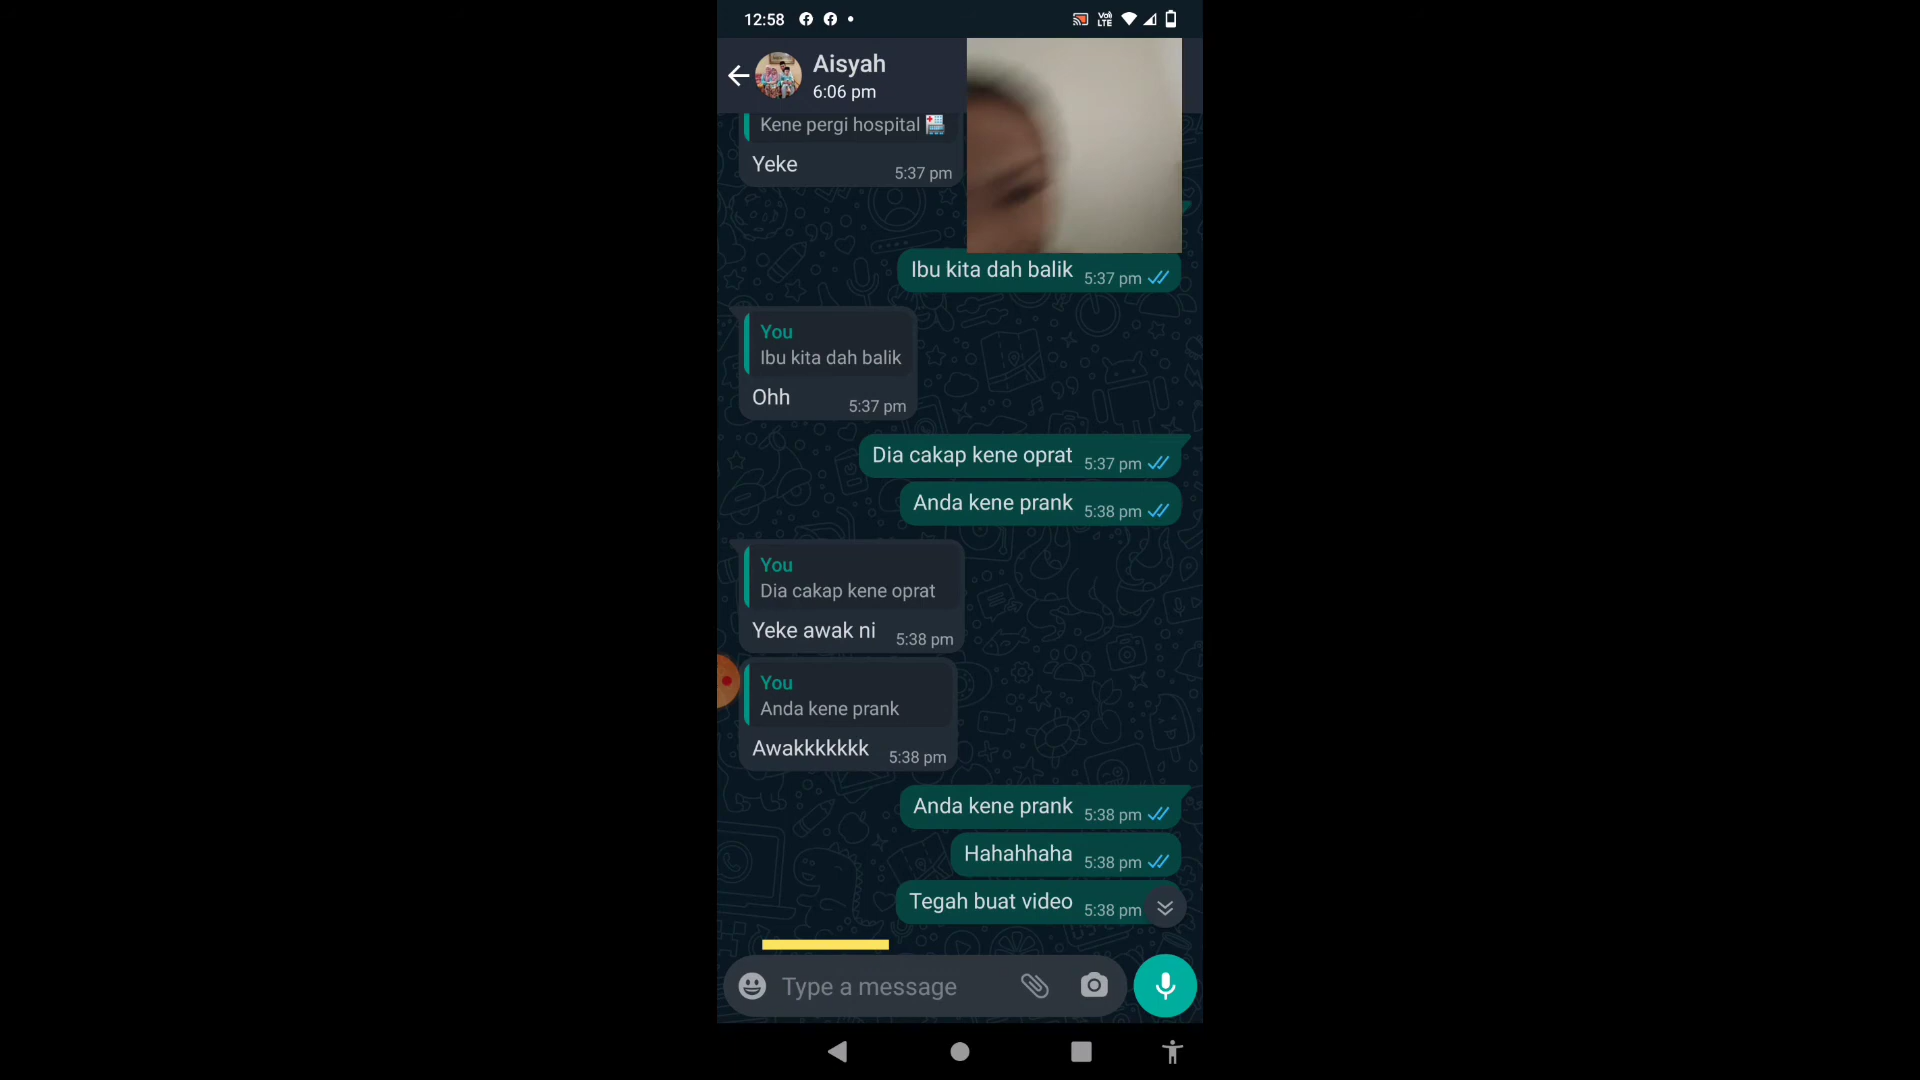 12:58
Vo))
LTE
Aisyah
6:06 pm
Kene pergi hospital
Yeke
5:37 pm
Ibu kita dah balik 5:37 pm
You
Ibu kita dah balik
Ohh
5:37 pm
Dia cakap kene oprat 5:37 pm
Anda kene prank 5:38 pm
You
Dia cakap kene oprat
Yeke awak ni 5:38 pm
You
Anda kene prank
Awakkkkkkk 5:38 pm
Anda kene prank 5:38 pm
Hahahhaha 5:38 pm
Tegah buat video 5:38 pm
Type a message